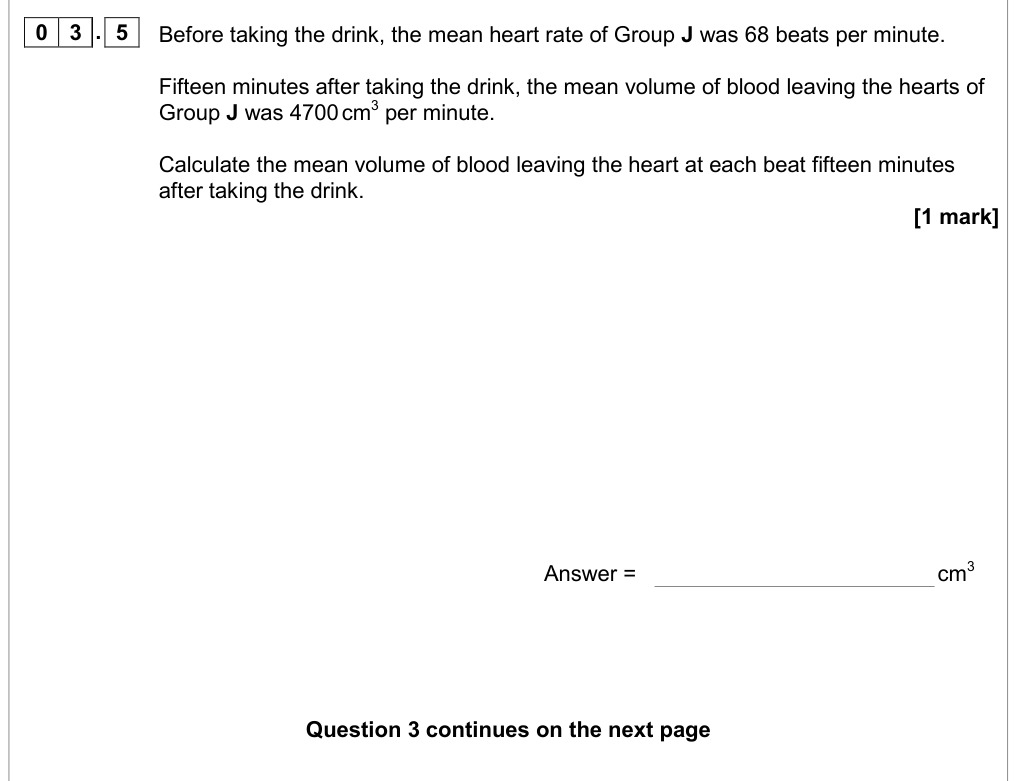 0 3 . 5 Before taking the drink, the mean heart rate of Group J was 68 beats per minute.
Fifteen minutes after taking the drink, the mean volume of blood leaving the hearts of
Group J was 4700 cm³ per minute.
Calculate the mean volume of blood leaving the heart at each beat fifteen minutes
after taking the drink.
[1 mark]
Answer = cm³
Question 3 continues on the next page